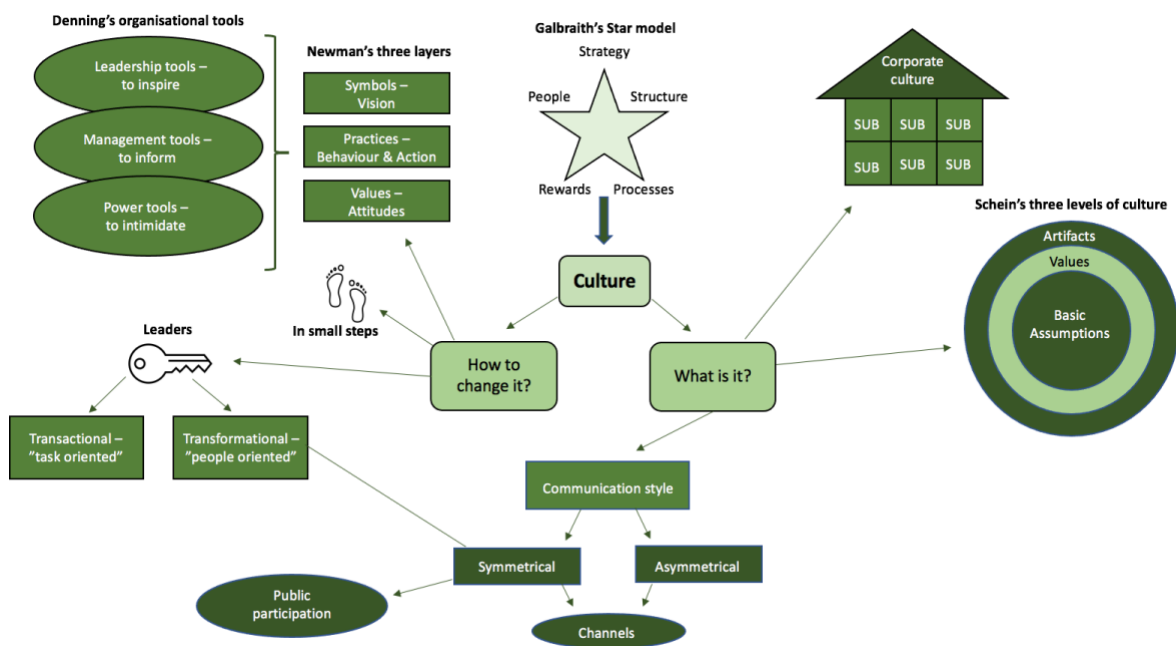 Denning's organisational tools
Leadership tools –
to inspire
Management tools –
to inform
Power tools –
to intimidate
Newman's three layers
Symbols –
Vision
Practices –
Behaviour & Action
Values –
Attitudes
Galbraith's Star model
Strategy
People
Structure
Rewards
Processes
Corporate
culture
SUB SUB SUB
SUB SUB SUB
Schein's three levels of culture
Artifacts
Values
Basic
Assumptions
Culture
In small steps
Leaders
How to
change it?
What is it?
Transactional –
"task oriented"
Transformational –
"people oriented"
Communication style
Symmetrical
Asymmetrical
Public
participation
Channels